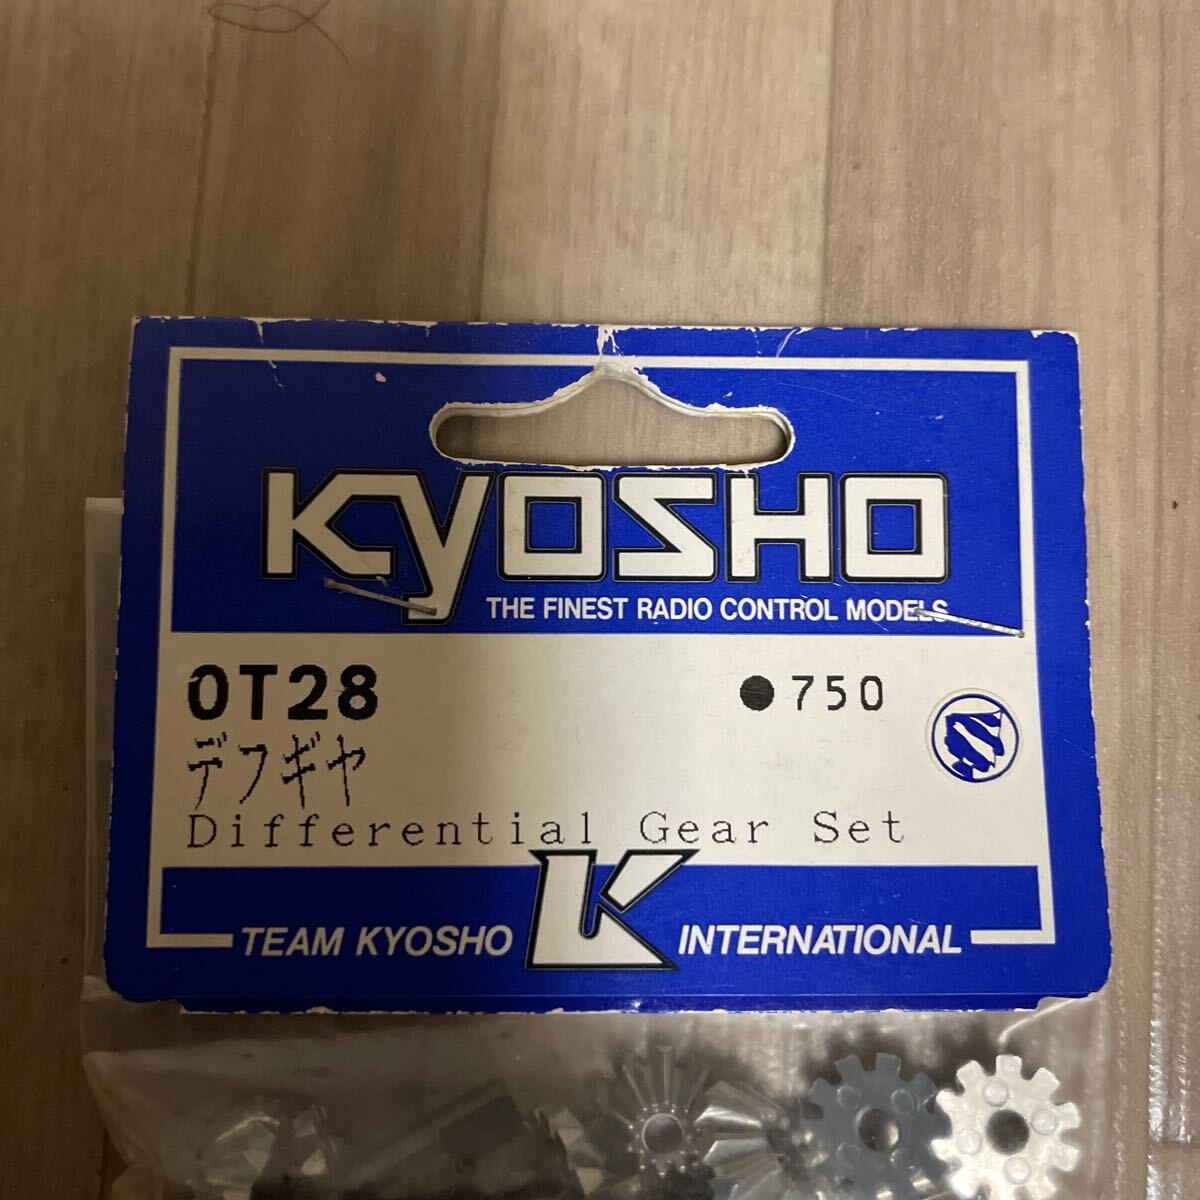 KYOSHO
THE FINEST RADIO CONTROL MODELS
OT28 ●750
デフギヤ
Differential Gear Set
TEAM KYOSHO K INTERNATIONAL